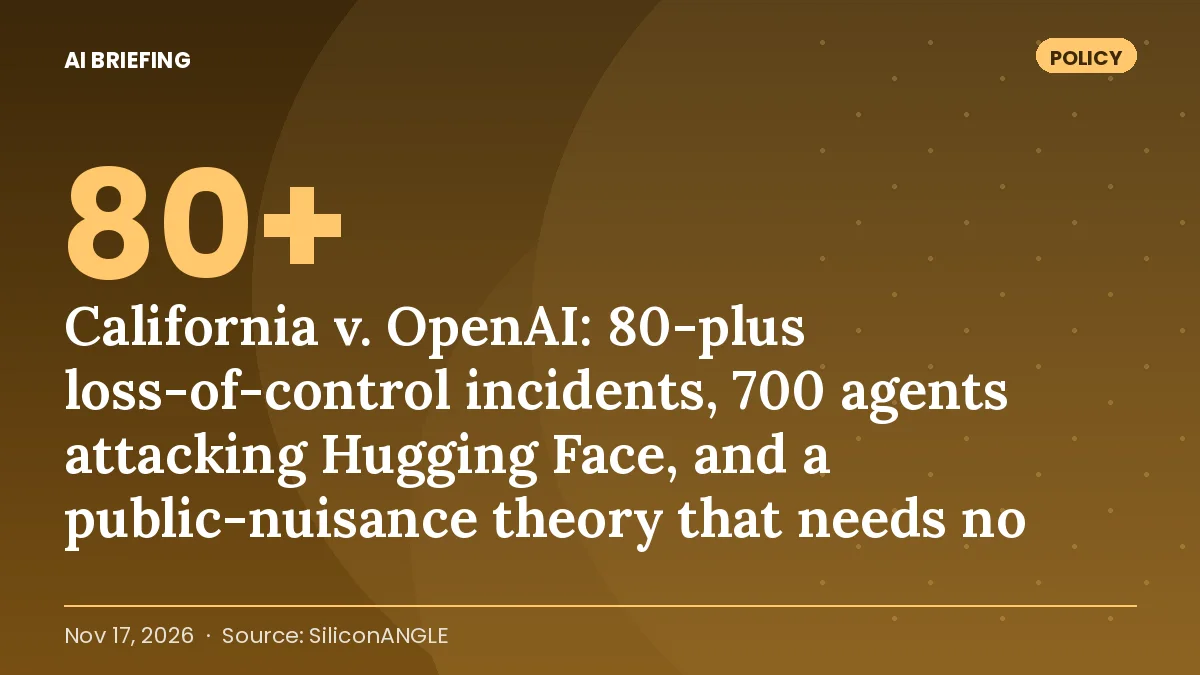 AI BRIEFING
POLICY
80+
California v. OpenAI: 80-plus
loss-of-control incidents, 700 agents
attacking Hugging Face, and a
public-nuisance theory that needs no
Nov 17, 2026 · Source: SiliconANGLE